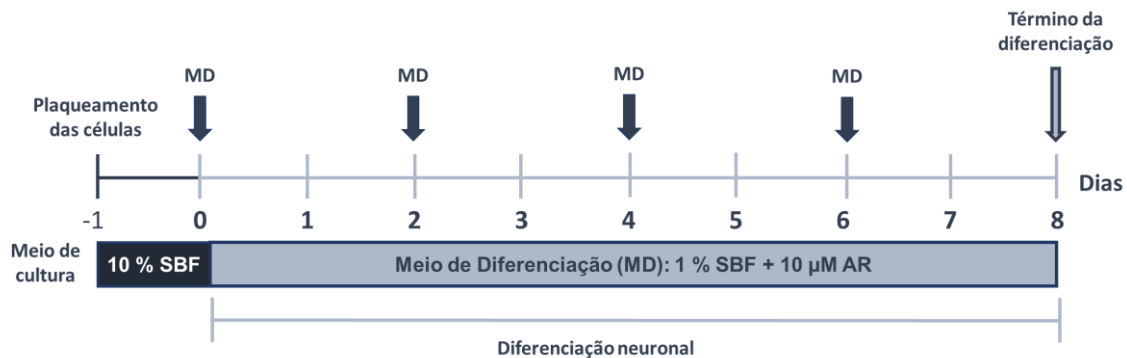 Término da
diferenciação
MD
MD
MD
MD
Plaqueamento
das células
Dias
-1
0
1
2
3
4
5
6
7
8
Meio de
cultura
10 % SBF
Meio de Diferenciação (MD): 1 % SBF + 10 µM AR
Diferenciação neuronal